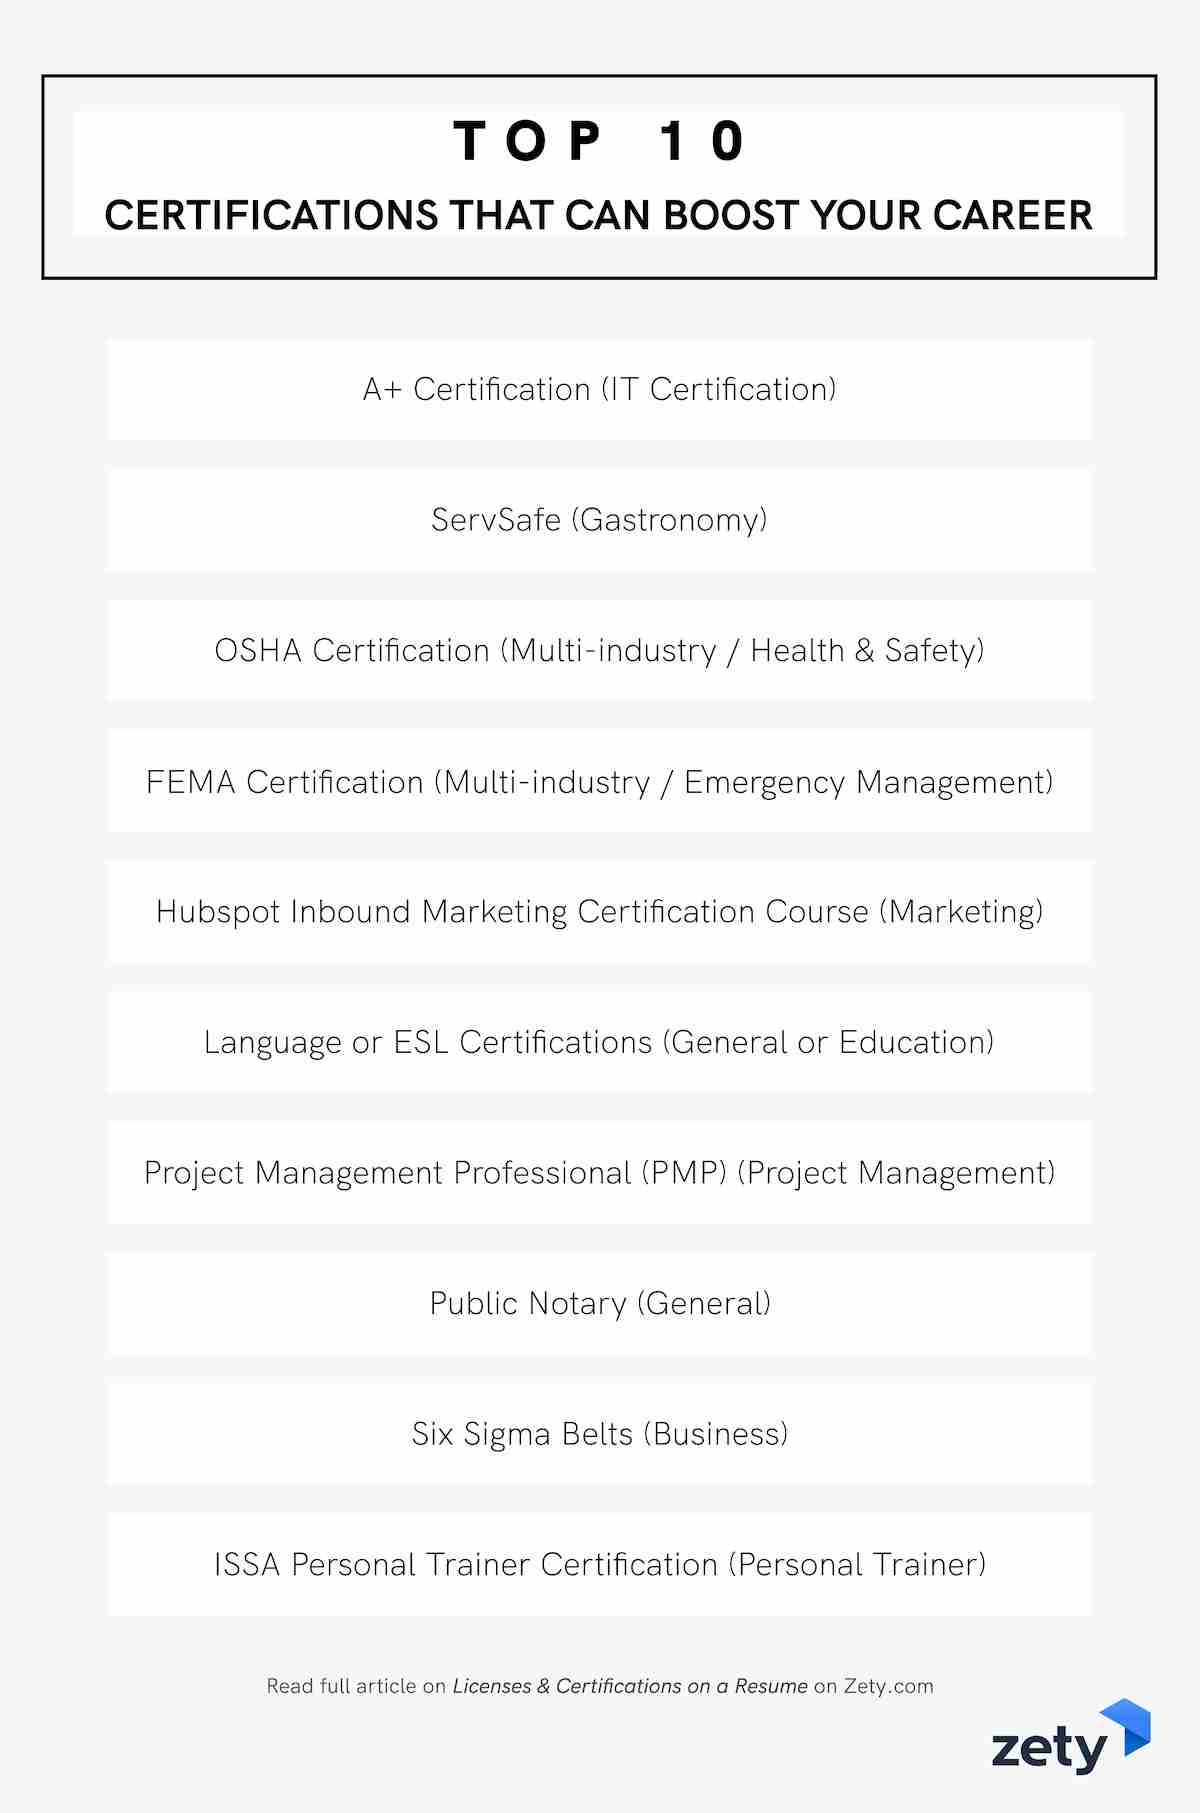 TOP 10
CERTIFICATIONS THAT CAN BOOST YOUR CAREER
A+ Certification (IT Certification)
ServSafe (Gastronomy)
OSHA Certification (Multi-industry / Health & Safety)
FEMA Certification (Multi-industry / Emergency Management)
Hubspot Inbound Marketing Certification Course (Marketing)
Language or ESL Certifications (General or Education)
Project Management Professional (PMP) (Project Management)
Public Notary (General)
Six Sigma Belts (Business)
ISSA Personal Trainer Certification (Personal Trainer)
Read full article on Licenses & Certifications on a Resume on Zety.com
zety